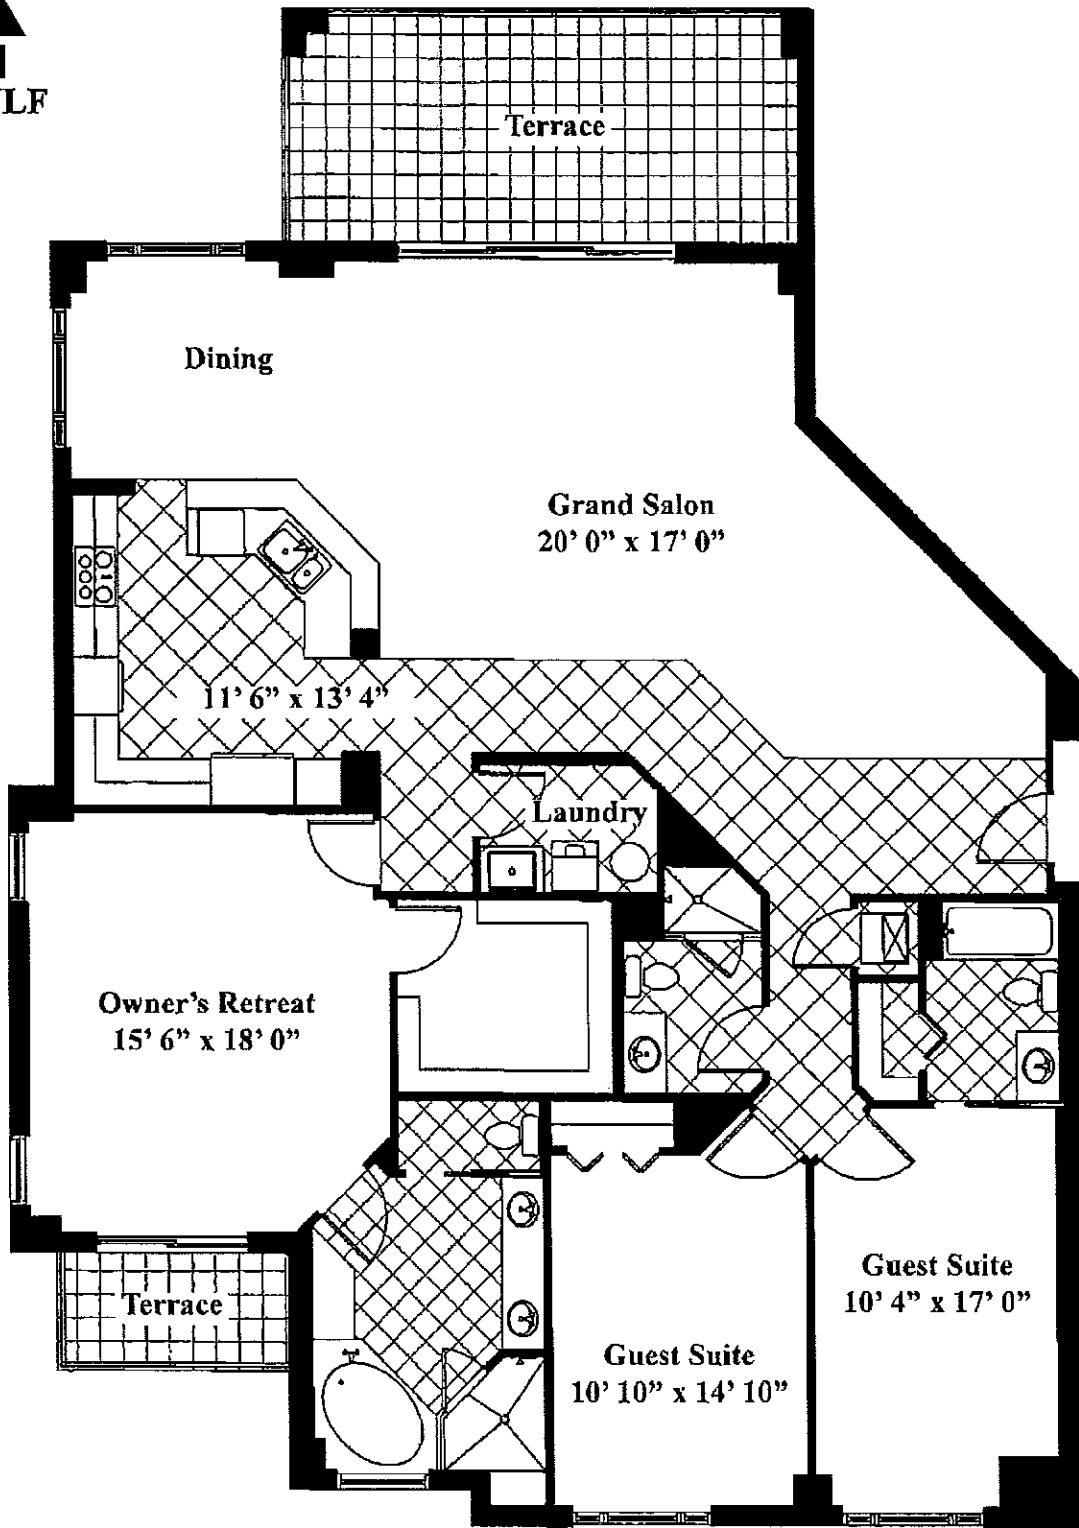 LF
Terrace
Dining
Grand Salon
20' 0" x 17' 0"
11' 6" x 13' 4"
Laundry
Owner's Retreat
15' 6" x 18' 0"
Terrace
Guest Suite
10' 4" x 17' 0"
Guest Suite
10' 10" x 14' 10"